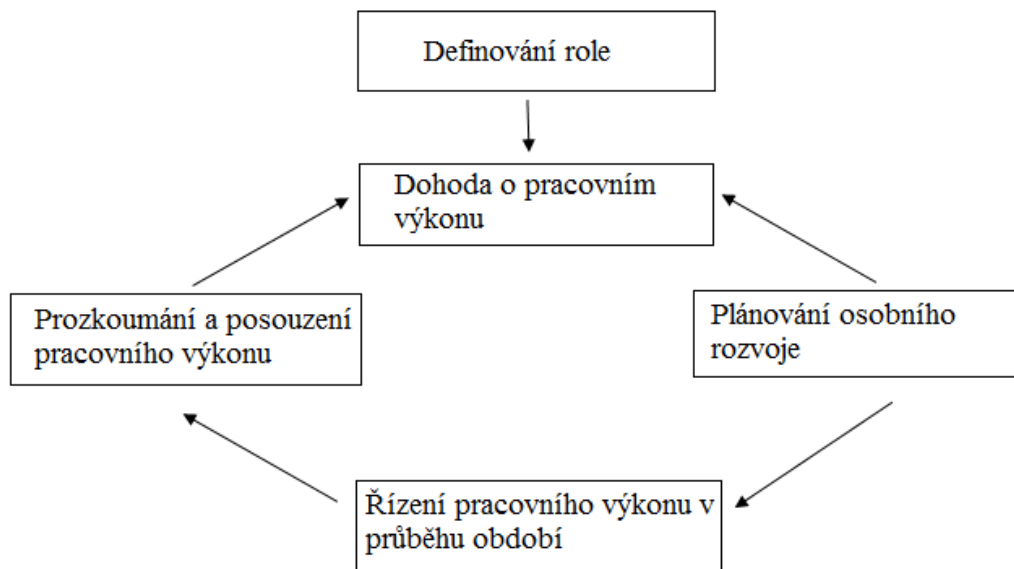 Definování role
Dohoda o pracovním
výkonu
Prozkoumání a posouzení
pracovního výkonu
Plánování osobního
rozvoje
Řízení pracovního výkonu v
průběhu období